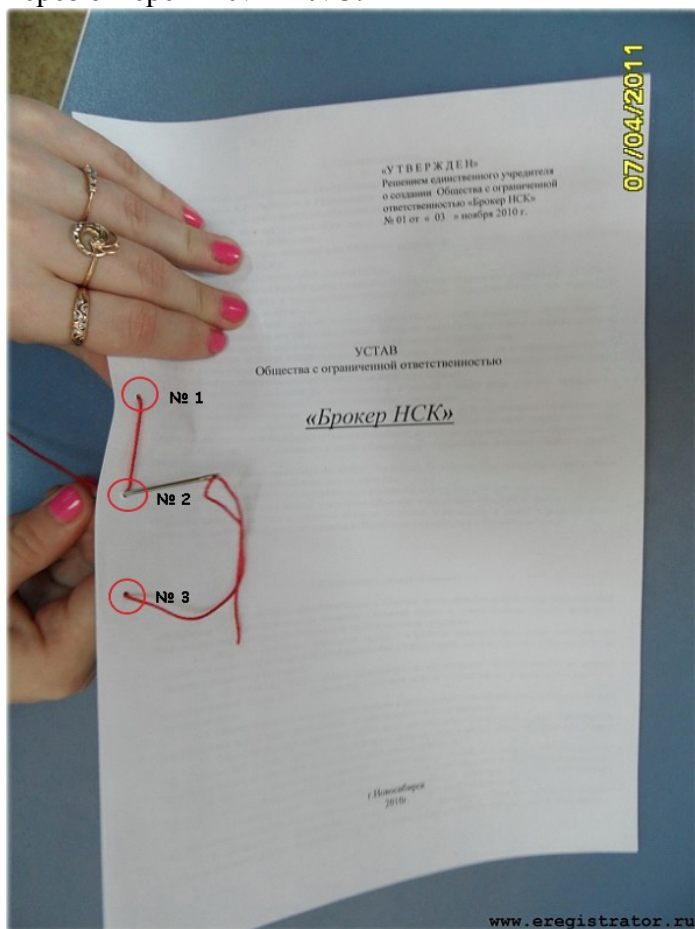 07/04/2011
«У Т В Е Р Ж Д Е Н»
Решением единственного учредителя
о создании Общества с ограниченной
ответственностью «Брокер НСК»
№ 01 от « 03 » ноября 2010 г.
УСТАВ
Общества с ограниченной ответственностью
«Брокер НСК»
№ 1
№ 2
№ 3
г.Новосибирск
2010г
www.eregistrator.ru